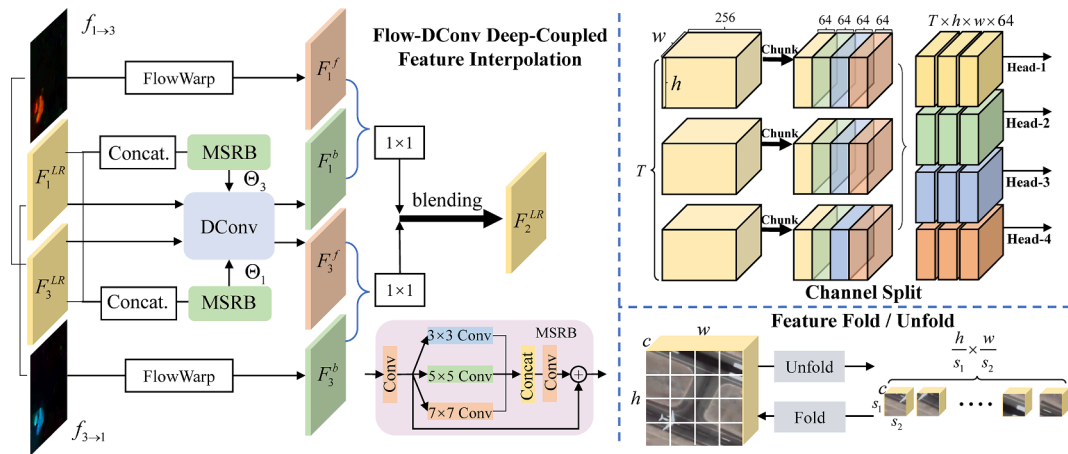 f1→3
FlowWarp
F1^f
Flow-DConv Deep-Coupled
Feature Interpolation
F1^LR
Concat.
MSRB
Θ3
F1^b
1×1
DConv
blending
F2^LR
F3^LR
Θ1
Concat.
MSRB
F3^f
1×1
FlowWarp
F3^b
f3→1
MSRB
Conv
3×3 Conv
5×5 Conv
7×7 Conv
Concat
Conv
+
256
w
h
T
Chunk
Chunk
Chunk
64 64 64 64
T×h×w×64
Head-1
Head-2
Head-3
Head-4
Channel Split
Feature Fold / Unfold
c
w
h
Unfold
Fold
h/s1 × w/s2
c
s1
s2